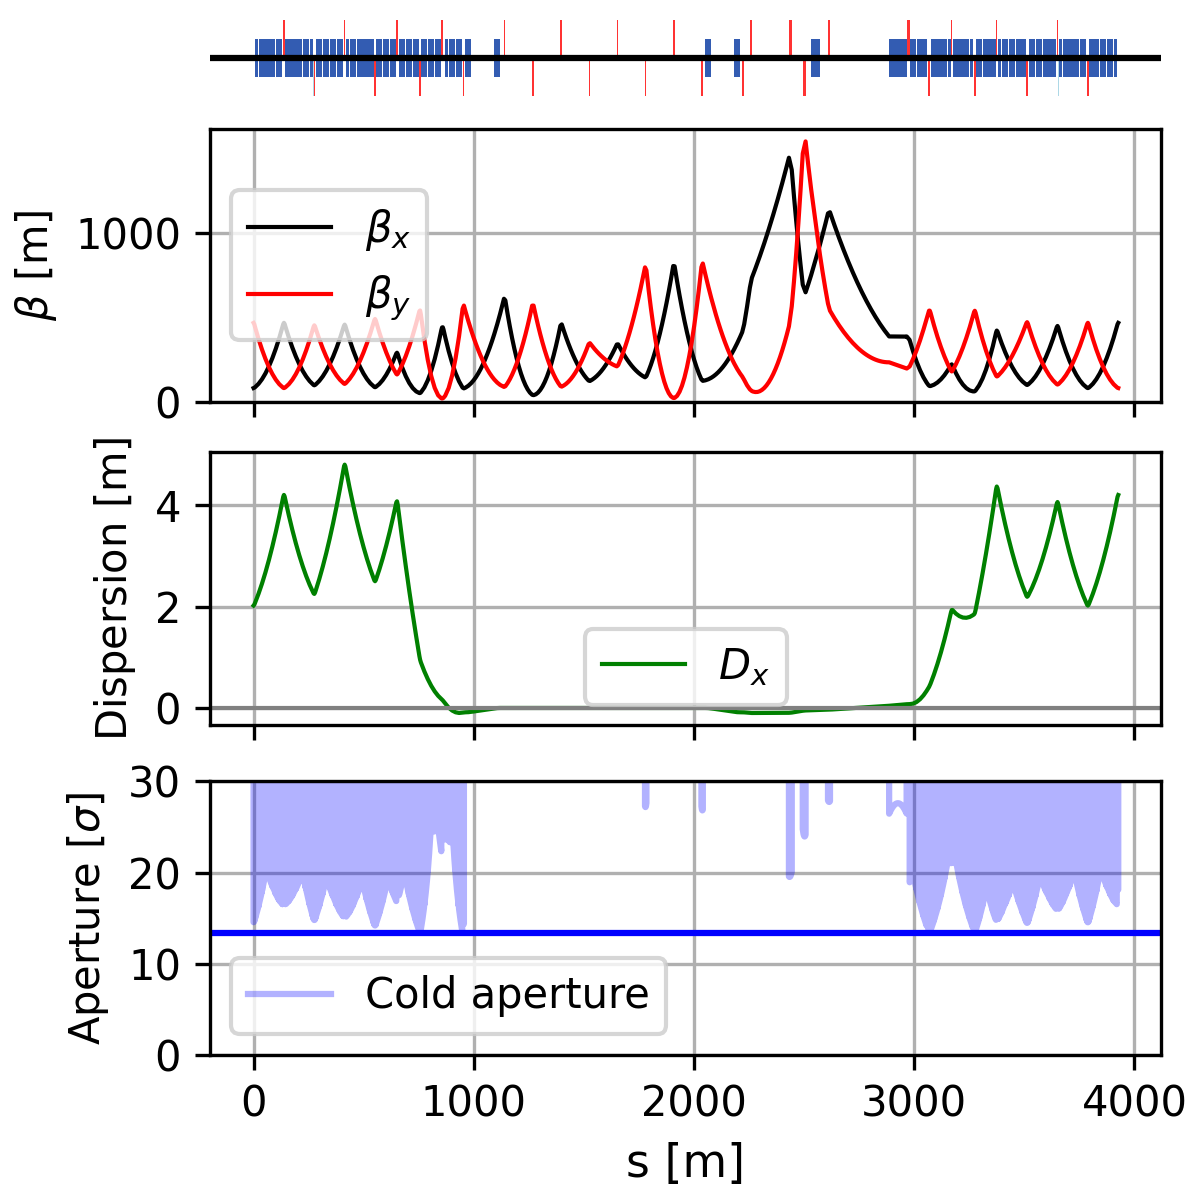 β [m]
1000
0
βx
βy
Dispersion [m]
4
2
0
Dx
Aperture [σ]
30
20
10
0
Cold aperture
0 1000 2000 3000 4000
s [m]